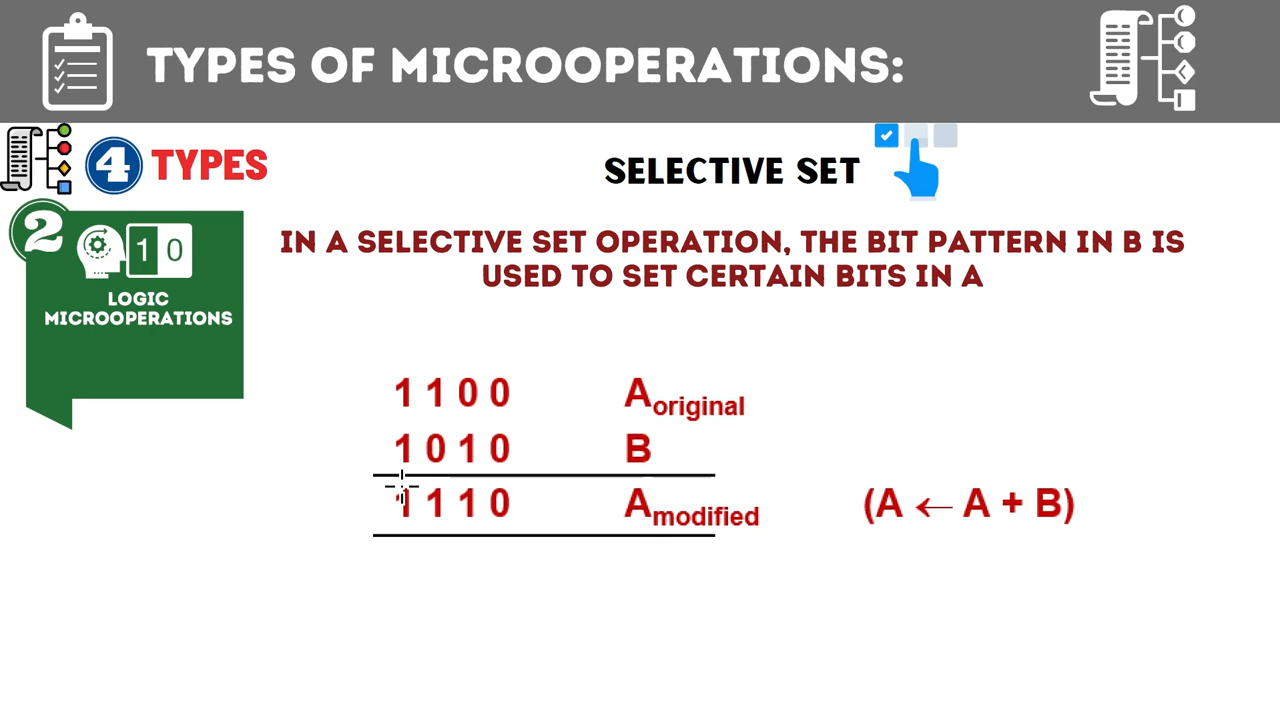 TYPES OF MICROOPERATIONS:
4 TYPES
SELECTIVE SET
2
1 0
LOGIC
MICROOPERATIONS
IN A SELECTIVE SET OPERATION, THE BIT PATTERN IN B IS
USED TO SET CERTAIN BITS IN A
1 1 0 0 Aoriginal
1 0 1 0 B
1 1 1 0 Amodified (A ← A + B)